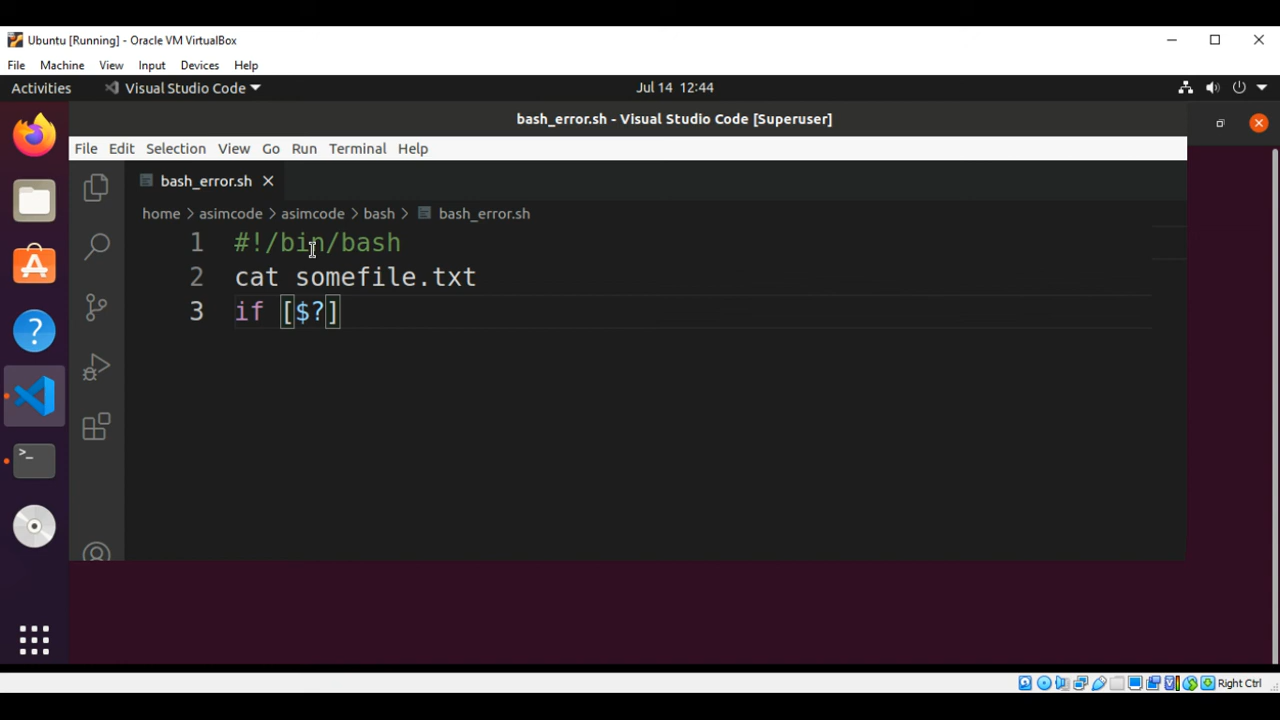 Ubuntu [Running] - Oracle VM VirtualBox
File Machine View Input Devices Help
Activities Visual Studio Code Jul 14 12:44
bash_error.sh - Visual Studio Code [Superuser]
File Edit Selection View Go Run Terminal Help
bash_error.sh
home > asimcode > asimcode > bash > bash_error.sh
1 #!/bin/bash
2 cat somefile.txt
3 if [$?]
Right Ctrl